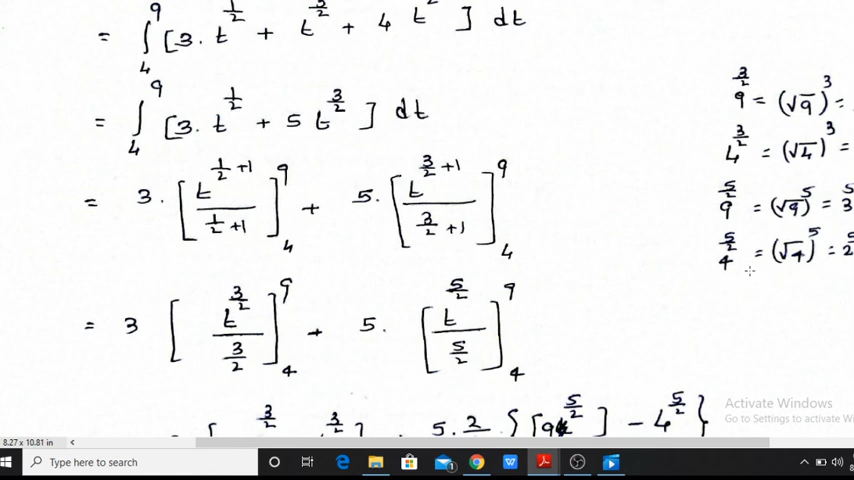 = ∫₄⁹ [3. t^(1/2) + t^(3/2) + 4 t ] dt
= ∫₄⁹ [3. t^(1/2) + 5 t^(3/2) ] dt
= 3. [ t^(1/2 +1) / (1/2 +1) ]₄⁹ + 5. [ t^(3/2 +1) / (3/2 +1) ]₄⁹
= 3 [ t^(3/2) / (3/2) ]₄⁹ + 5. [ t^(5/2) / (5/2) ]₄⁹
5. 2 { [9^(5/2) ] − 4^(5/2) }
9^(3/2) = (√9)^3 =
4^(3/2) = (√4)^3 =
9^(5/2) = (√9)^5 = 3^5
4^(5/2) = (√4)^5 = 2^5
Activate Windows
Go to Settings to activate W
8.27 x 10.81 in
Type here to search